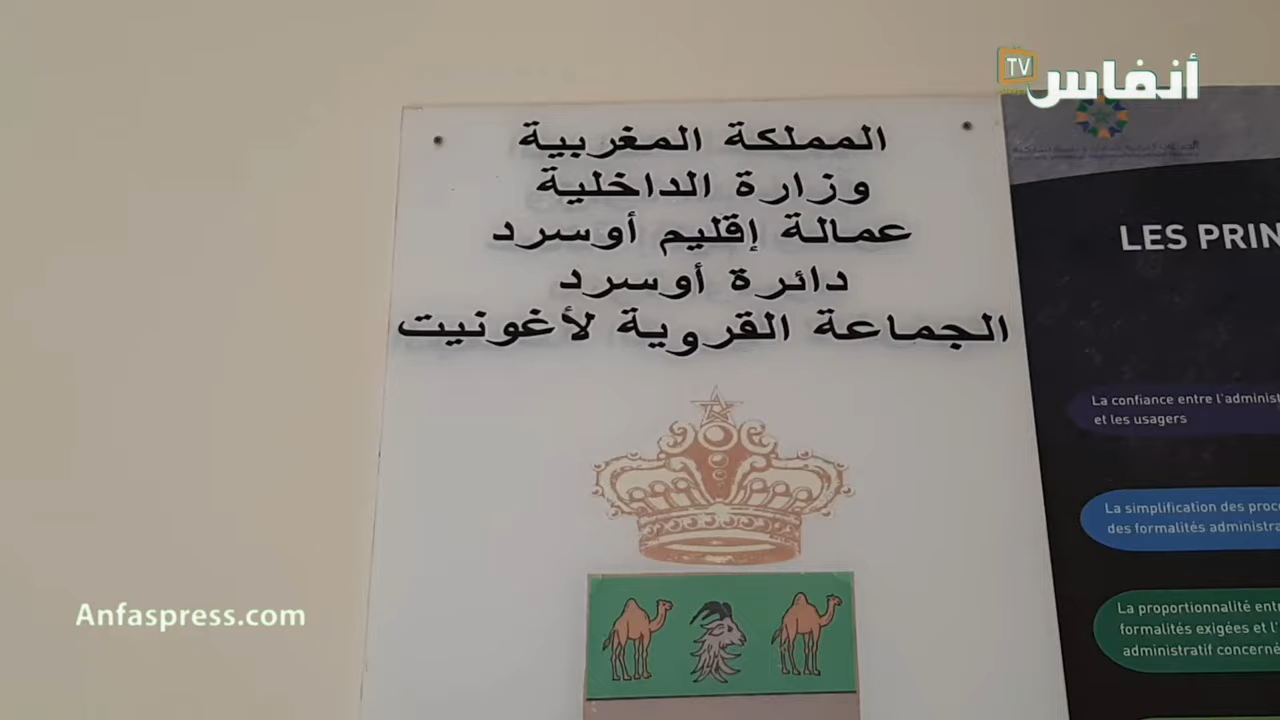 أنفاس TV
المملكة المغربية
وزارة الداخلية
عمالة إقليم أوسرد
دائرة أوسرد
الجماعة القروية لأغونيت
LES PRIN
La confiance entre l'administ
et les usagers
La simplification des proc
des formalités administra
La proportionnalité ent
formalités exigées et l'
administratif concerné
Anfaspress.com